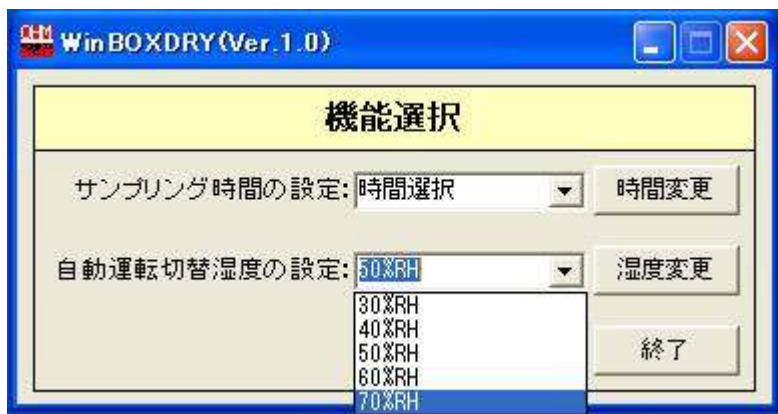 WinBOXDRY(Ver.1.0)
機能選択
サンプリング時間の設定: 時間選択 時間変更
自動運転切替湿度の設定: 50%RH 湿度変更
30%RH
40%RH
50%RH
60%RH
70%RH
終了